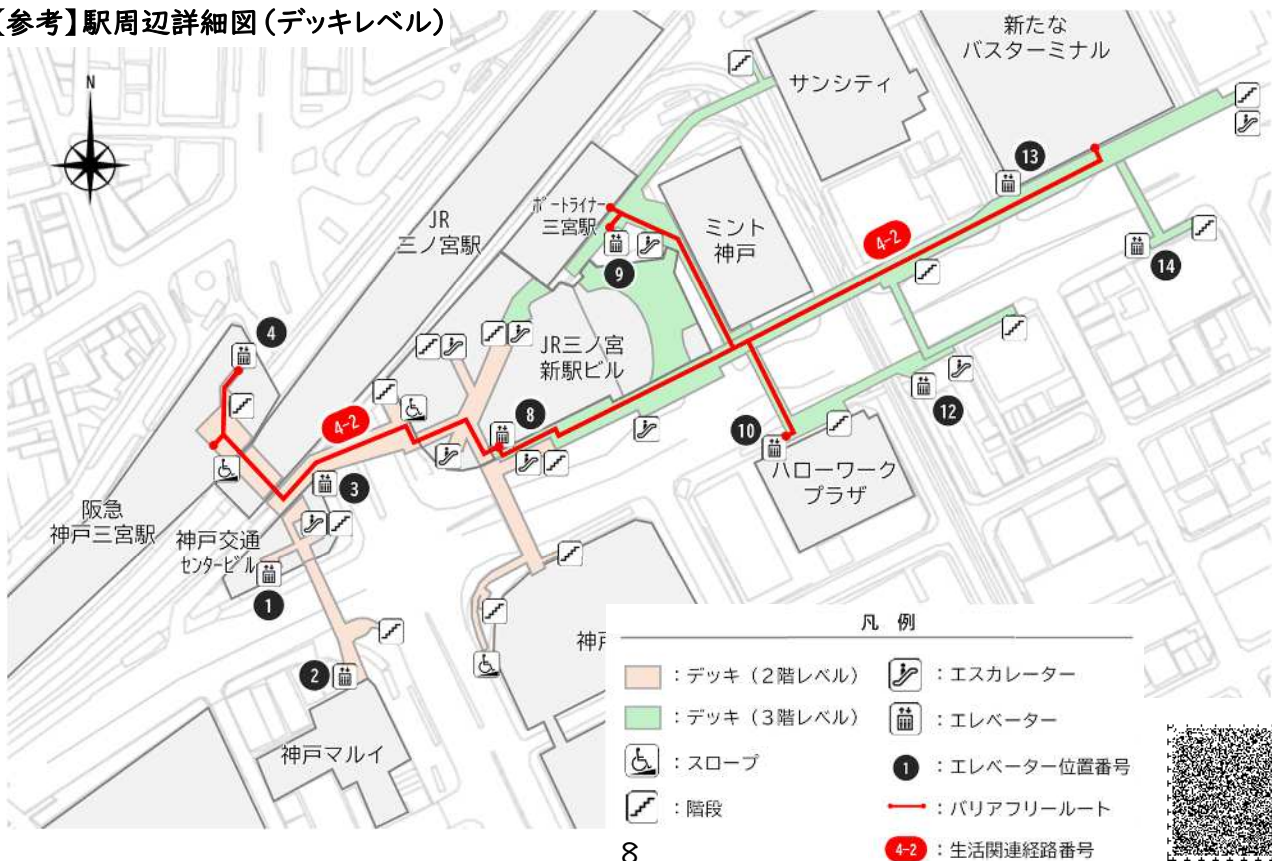 【参考】駅周辺詳細図（デッキレベル）
新たな
バスターミナル
サンシティ
N
13
JR
三ノ宮駅
ポートライナー
三宮駅
ミント
神戸
4-2
14
9
4
JR三ノ宮
新駅ビル
12
4-2
8
10
ハローワーク
プラザ
3
阪急
神戸三宮駅
神戸交通
センタービル
1
2
神戸マルイ
神戸
凡 例
：デッキ（2階レベル）
：エスカレーター
：デッキ（3階レベル）
：エレベーター
：スロープ
1
：エレベーター位置番号
：階段
：バリアフリールート
4-2
：生活関連経路番号
8